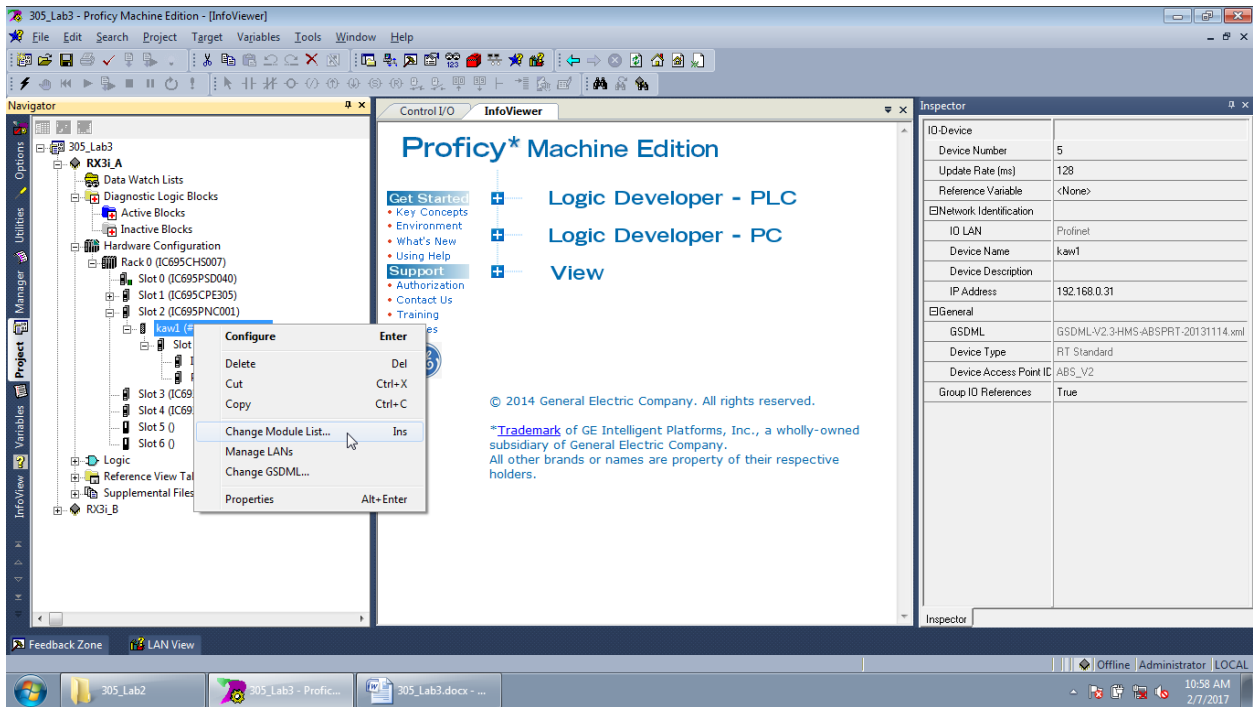 305_Lab3 - Proficy Machine Edition - [InfoViewer]
File Edit Search Project Target Variables Tools Window Help
Navigator
Options
Utilities
Manager
Project
Variables
InfoView
305_Lab3
RX3i_A
Data Watch Lists
Diagnostic Logic Blocks
Active Blocks
Inactive Blocks
Hardware Configuration
Rack 0 (IC695CHS007)
Slot 0 (IC695PSD040)
Slot 1 (IC695CPE305)
Slot 2 (IC695PNC001)
kaw1 (#
Slot
Slot 3 (IC69
Slot 4 (IC69
Slot 5 ()
Slot 6 ()
Logic
Reference View Tal
Supplemental Files
RX3i_B
Configure Enter
Delete Del
Cut Ctrl+X
Copy Ctrl+C
Change Module List... Ins
Manage LANs
Change GSDML...
Properties Alt+Enter
Control I/O InfoViewer
Proficy* Machine Edition
Get Started
• Key Concepts
• Environment
• What's New
• Using Help
Support
• Authorization
• Contact Us
• Training
es
Logic Developer - PLC
Logic Developer - PC
View
© 2014 General Electric Company. All rights reserved.
*Trademark of GE Intelligent Platforms, Inc., a wholly-owned
subsidiary of General Electric Company.
All other brands or names are property of their respective
holders.
Inspector
IO-Device
Device Number 5
Update Rate (ms) 128
Reference Variable <None>
Network Identification
IO LAN Profinet
Device Name kaw1
Device Description
IP Address 192.168.0.31
General
GSDML GSDML-V2.3-HMS-ABSPRT-20131114.xml
Device Type RT Standard
Device Access Point ID ABS_V2
Group IO References True
Inspector
Feedback Zone LAN View
Offline Administrator LOCAL
305_Lab2
305_Lab3 - Profic...
305_Lab3.docx - ...
10:58 AM
2/7/2017